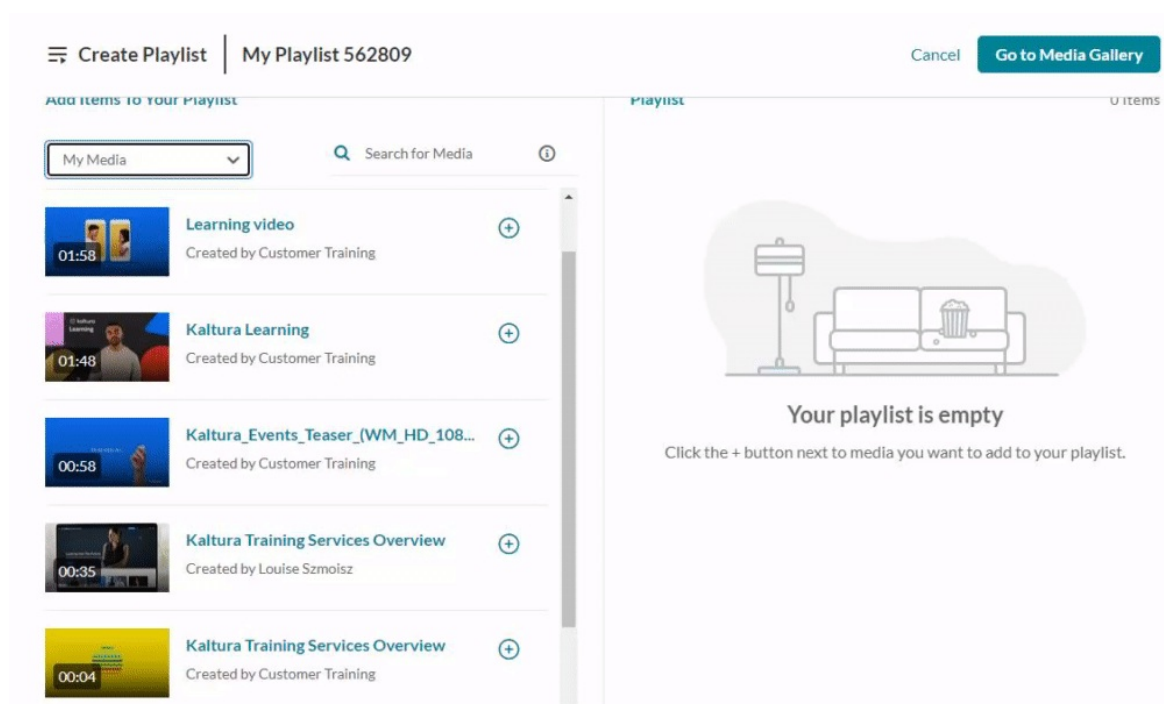 Create Playlist
My Playlist 562809
Cancel
Go to Media Gallery
Add Items To Your Playlist
Playlist
0 Items
My Media
Search for Media
Learning video
Created by Customer Training
01:58
Kaltura Learning
Created by Customer Training
01:48
kaltura
Learning
Kaltura_Events_Teaser_(WM_HD_108...
Created by Customer Training
00:58
Kaltura Training Services Overview
Created by Louise Szmoisz
00:35
Kaltura Training Services Overview
Created by Customer Training
00:04
Your playlist is empty
Click the + button next to media you want to add to your playlist.